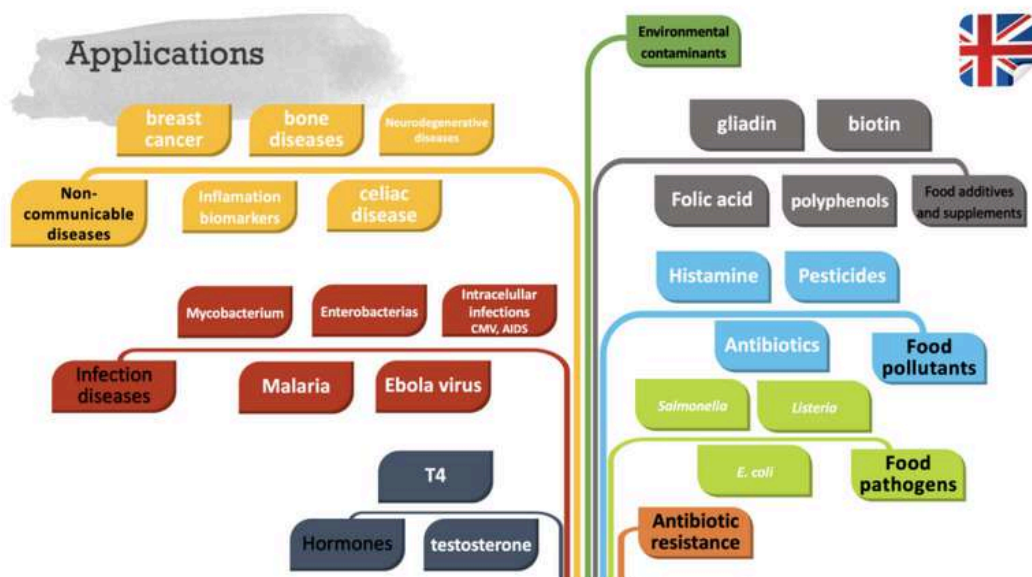 Applications
Environmental
contaminants
breast
cancer
bone
diseases
Neurodegenerative
diseases
Non-
communicable
diseases
Inflamation
biomarkers
celiac
disease
gliadin
biotin
Folic acid
polyphenols
Food additives
and supplements
Mycobacterium
Enterobacterias
Intracelullar
infections
CMV, AIDS
Infection
diseases
Malaria
Ebola virus
Histamine
Pesticides
Antibiotics
Food
pollutants
Salmonella
Listeria
E. coli
Food
pathogens
T4
Hormones
testosterone
Antibiotic
resistance